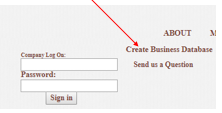 ABOUT M
Create Business Database
Company Log On:
Send us a Question
Password:
Sign in